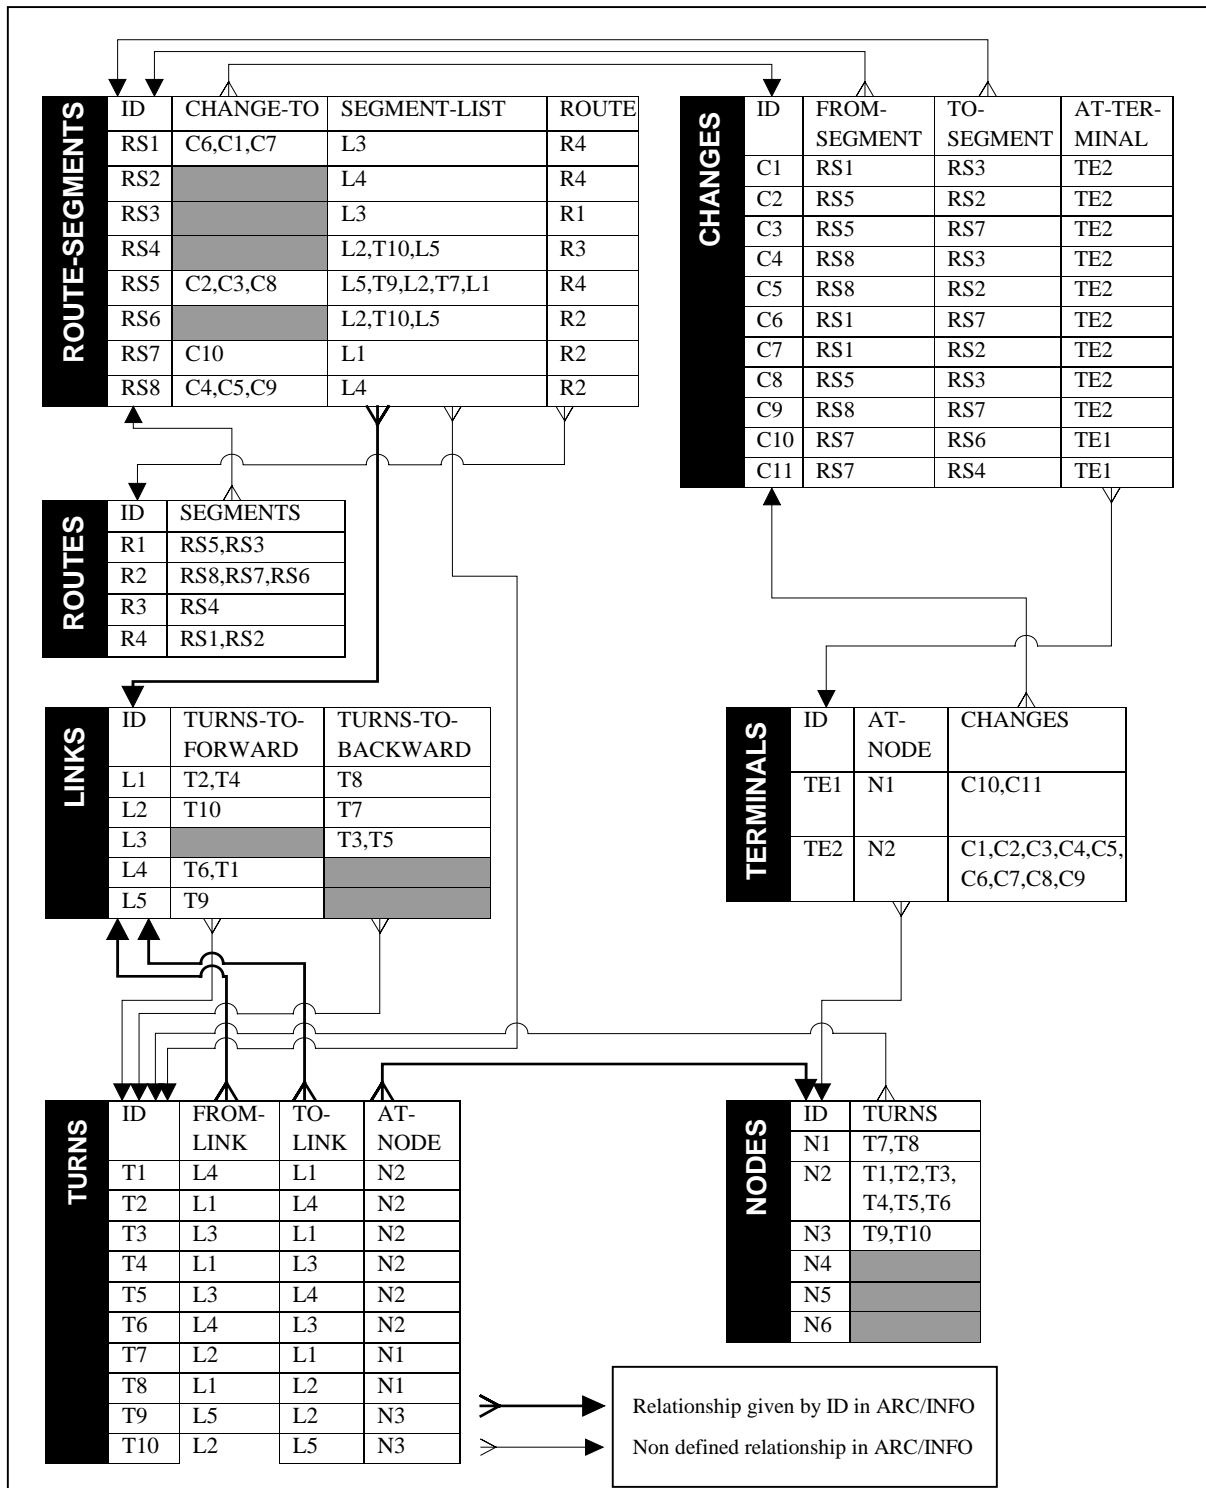 ROUTE-SEGMENTS
ID CHANGE-TO SEGMENT-LIST ROUTE
RS1 C6,C1,C7 L3 R4
RS2 L4 R4
RS3 L3 R1
RS4 L2,T10,L5 R3
RS5 C2,C3,C8 L5,T9,L2,T7,L1 R4
RS6 L2,T10,L5 R2
RS7 C10 L1 R2
RS8 C4,C5,C9 L4 R2
CHANGES
ID FROM- TO- AT-TER-
SEGMENT SEGMENT MINAL
C1 RS1 RS3 TE2
C2 RS5 RS2 TE2
C3 RS5 RS7 TE2
C4 RS8 RS3 TE2
C5 RS8 RS2 TE2
C6 RS1 RS7 TE2
C7 RS1 RS2 TE2
C8 RS5 RS3 TE2
C9 RS8 RS7 TE2
C10 RS7 RS6 TE1
C11 RS7 RS4 TE1
ROUTES
ID SEGMENTS
R1 RS5,RS3
R2 RS8,RS7,RS6
R3 RS4
R4 RS1,RS2
LINKS
ID TURNS-TO- TURNS-TO-
FORWARD BACKWARD
L1 T2,T4 T8
L2 T10 T7
L3 T3,T5
L4 T6,T1
L5 T9
TERMINALS
ID AT- CHANGES
NODE
TE1 N1 C10,C11
TE2 N2 C1,C2,C3,C4,C5,
C6,C7,C8,C9
TURNS
ID FROM- TO- AT-
LINK LINK NODE
T1 L4 L1 N2
T2 L1 L4 N2
T3 L3 L1 N2
T4 L1 L3 N2
T5 L3 L4 N2
T6 L4 L3 N2
T7 L2 L1 N1
T8 L1 L2 N1
T9 L5 L2 N3
T10 L2 L5 N3
NODES
ID TURNS
N1 T7,T8
N2 T1,T2,T3,
T4,T5,T6
N3 T9,T10
N4
N5
N6
Relationship given by ID in ARC/INFO
Non defined relationship in ARC/INFO